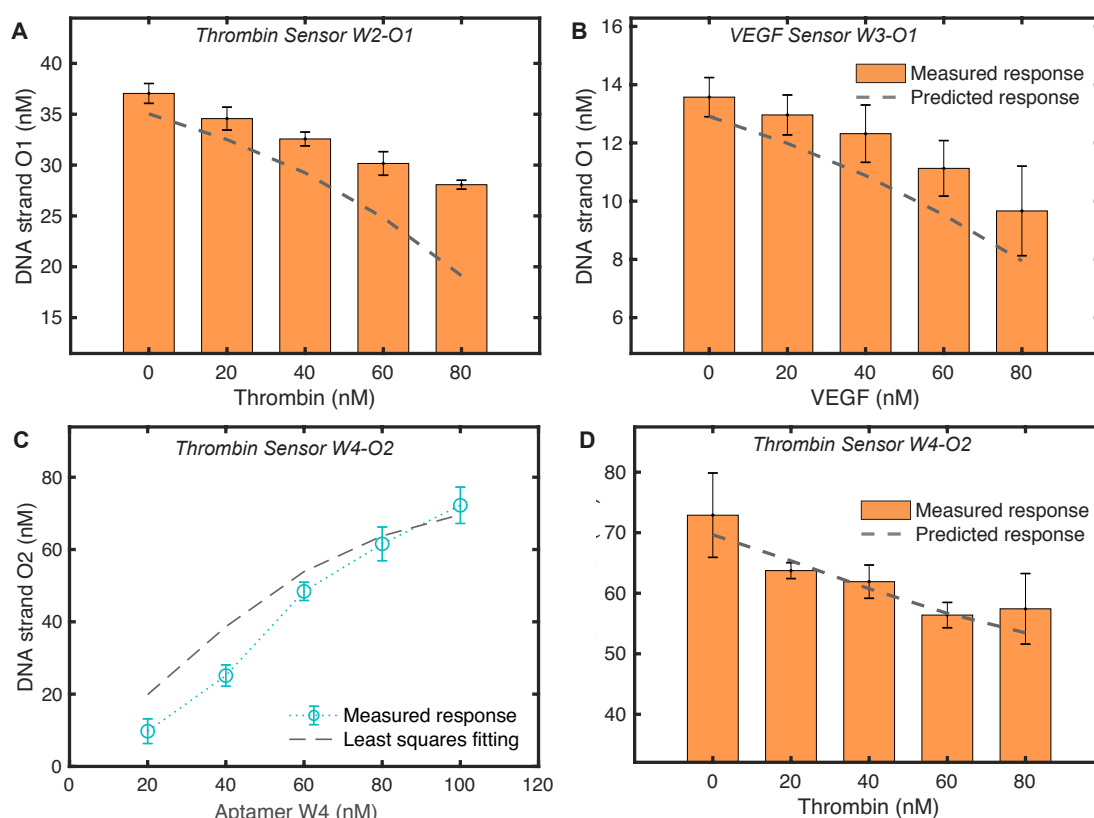 A
Thrombin Sensor W2-O1
DNA strand O1 (nM)
40
35
30
25
20
15
0 20 40 60 80
Thrombin (nM)
B
VEGF Sensor W3-O1
Measured response
Predicted response
DNA strand O1 (nM)
16
14
12
10
8
6
0 20 40 60 80
VEGF (nM)
C
Thrombin Sensor W4-O2
DNA strand O2 (nM)
80
60
40
20
0
Measured response
Least squares fitting
20 40 60 80 100 120
Aptamer W4 (nM)
D
Thrombin Sensor W4-O2
Measured response
Predicted response
80
70
60
50
40
0 20 40 60 80
Thrombin (nM)